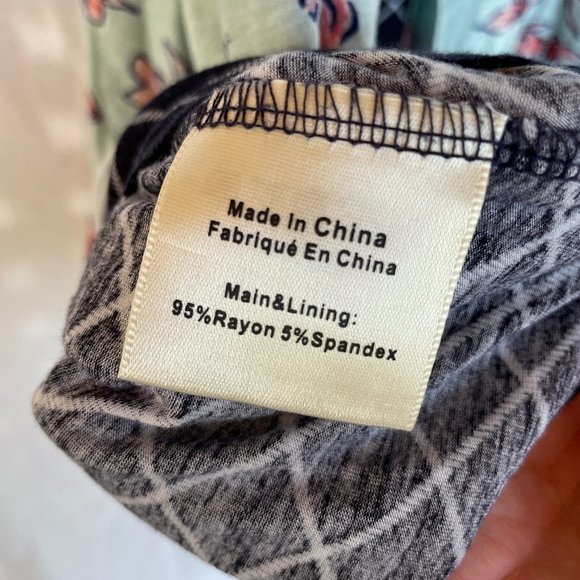 Made In China
Fabriqué En China
Main&Lining:
95%Rayon 5%Spandex